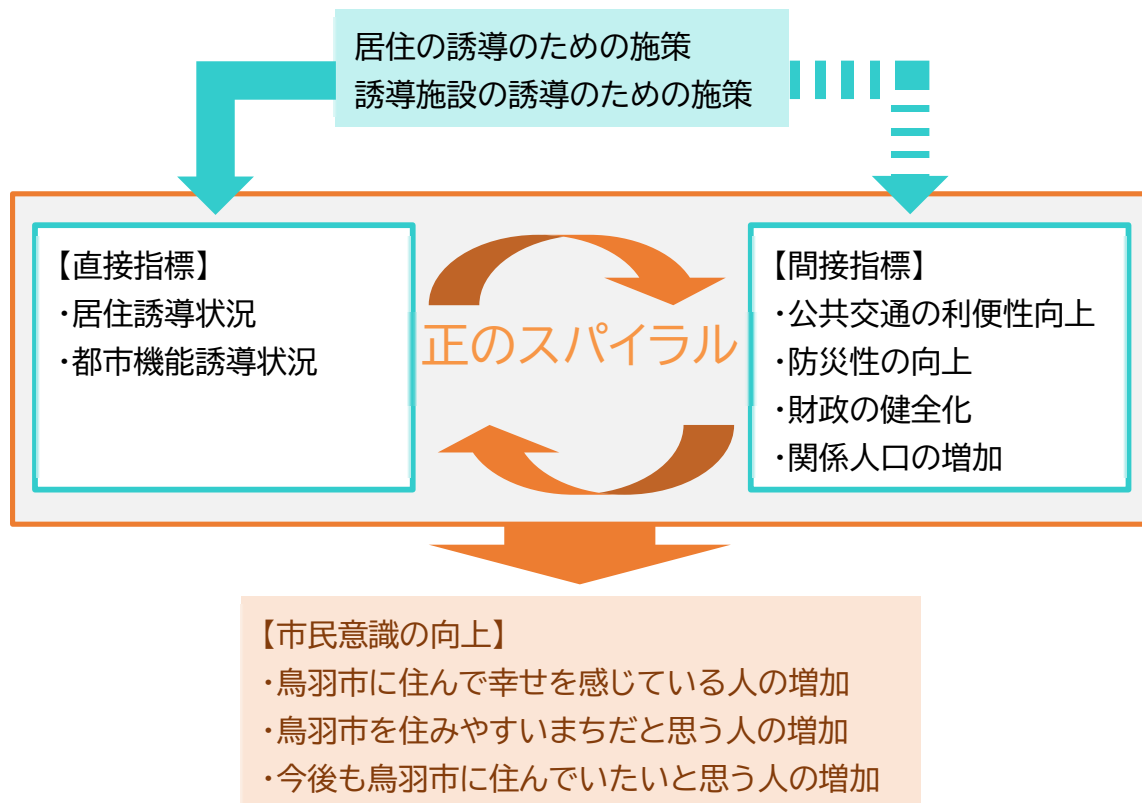 居住の誘導のための施策
誘導施設の誘導のための施策
【直接指標】
・居住誘導状況
・都市機能誘導状況
正のスパイラル
【間接指標】
・公共交通の利便性向上
・防災性の向上
・財政の健全化
・関係人口の増加
【市民意識の向上】
・鳥羽市に住んで幸せを感じている人の増加
・鳥羽市を住みやすいまちだと思う人の増加
・今後も鳥羽市に住んでいたいと思う人の増加